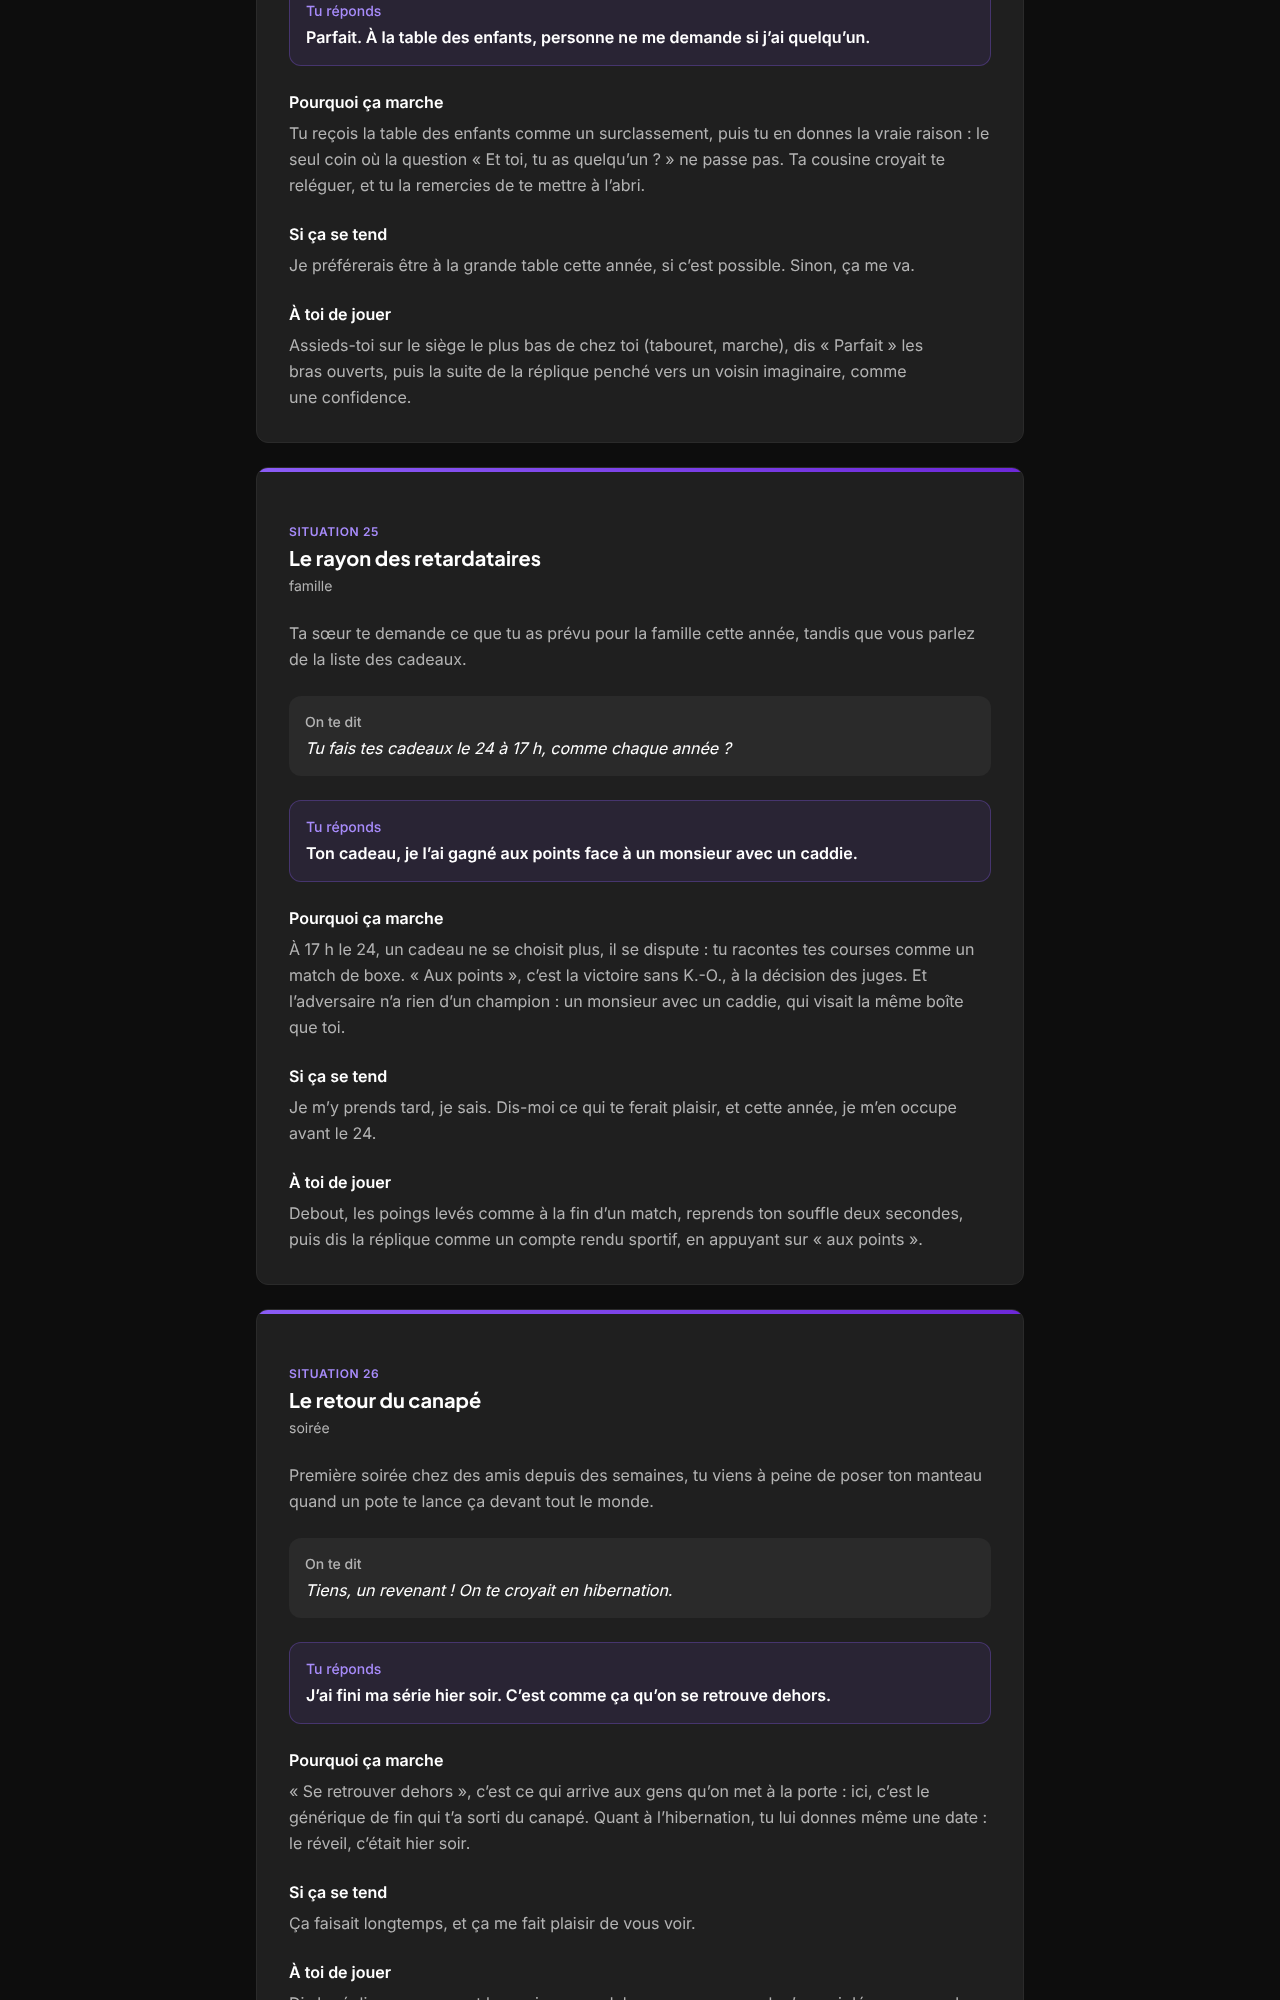 Tu réponds
Parfait. À la table des enfants, personne ne me demande si j’ai quelqu’un.
Pourquoi ça marche
Tu reçois la table des enfants comme un surclassement, puis tu en donnes la vraie raison : le
seul coin où la question « Et toi, tu as quelqu’un ? » ne passe pas. Ta cousine croyait te
reléguer, et tu la remercies de te mettre à l’abri.
Si ça se tend
Je préférerais être à la grande table cette année, si c’est possible. Sinon, ça me va.
À toi de jouer
Assieds-toi sur le siège le plus bas de chez toi (tabouret, marche), dis « Parfait » les
bras ouverts, puis la suite de la réplique penché vers un voisin imaginaire, comme
une confidence.
SITUATION 25
Le rayon des retardataires
famille
Ta sœur te demande ce que tu as prévu pour la famille cette année, tandis que vous parlez
de la liste des cadeaux.
On te dit
Tu fais tes cadeaux le 24 à 17 h, comme chaque année ?
Tu réponds
Ton cadeau, je l’ai gagné aux points face à un monsieur avec un caddie.
Pourquoi ça marche
À 17 h le 24, un cadeau ne se choisit plus, il se dispute : tu racontes tes courses comme un
match de boxe. « Aux points », c’est la victoire sans K.-O., à la décision des juges. Et
l’adversaire n’a rien d’un champion : un monsieur avec un caddie, qui visait la même boîte
que toi.
Si ça se tend
Je m’y prends tard, je sais. Dis-moi ce qui te ferait plaisir, et cette année, je m’en occupe
avant le 24.
À toi de jouer
Debout, les poings levés comme à la fin d’un match, reprends ton souffle deux secondes,
puis dis la réplique comme un compte rendu sportif, en appuyant sur « aux points ».
SITUATION 26
Le retour du canapé
soirée
Première soirée chez des amis depuis des semaines, tu viens à peine de poser ton manteau
quand un pote te lance ça devant tout le monde.
On te dit
Tiens, un revenant ! On te croyait en hibernation.
Tu réponds
J’ai fini ma série hier soir. C’est comme ça qu’on se retrouve dehors.
Pourquoi ça marche
« Se retrouver dehors », c’est ce qui arrive aux gens qu’on met à la porte : ici, c’est le
générique de fin qui t’a sorti du canapé. Quant à l’hibernation, tu lui donnes même une date :
le réveil, c’était hier soir.
Si ça se tend
Ça faisait longtemps, et ça me fait plaisir de vous voir.
À toi de jouer